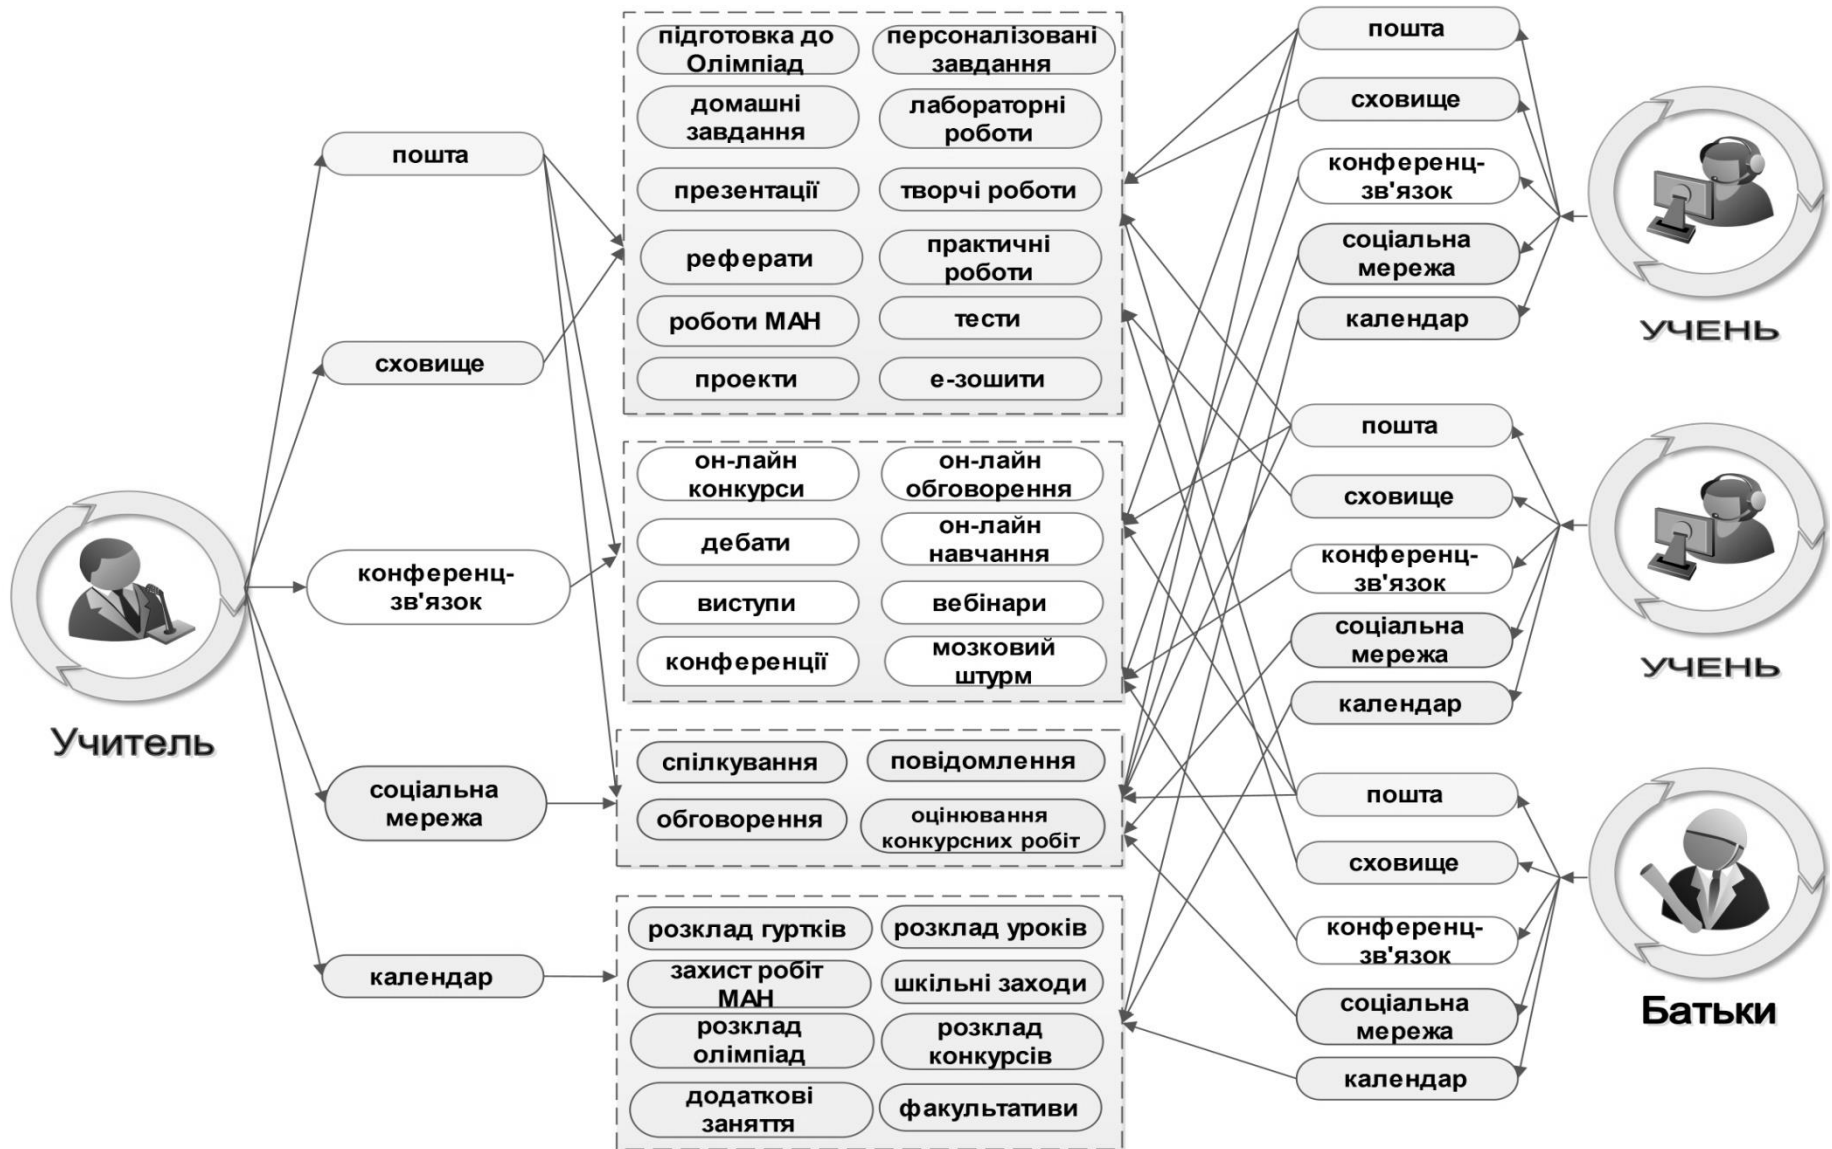 пошта
сховище
конференц-
зв'язок
соціальна
мережа
календар
Учитель
підготовка до
Олімпіад
персоналізовані
завдання
домашні
завдання
лабораторні
роботи
презентації
творчі роботи
реферати
практичні
роботи
роботи МАН
тести
проекти
е-зошити
он-лайн
конкурси
он-лайн
обговорення
дебати
он-лайн
навчання
виступи
вебінари
конференції
мозковий
штурм
спілкування
повідомлення
обговорення
оцінювання
конкурсних робіт
розклад гуртків
розклад уроків
захист робіт
МАН
шкільні заходи
розклад
олімпіад
розклад
конкурсів
додаткові
заняття
факультативи
пошта
сховище
конференц-
зв'язок
соціальна
мережа
календар
УЧЕНЬ
пошта
сховище
конференц-
зв'язок
соціальна
мережа
календар
УЧЕНЬ
пошта
сховище
конференц-
зв'язок
соціальна
мережа
календар
Батьки